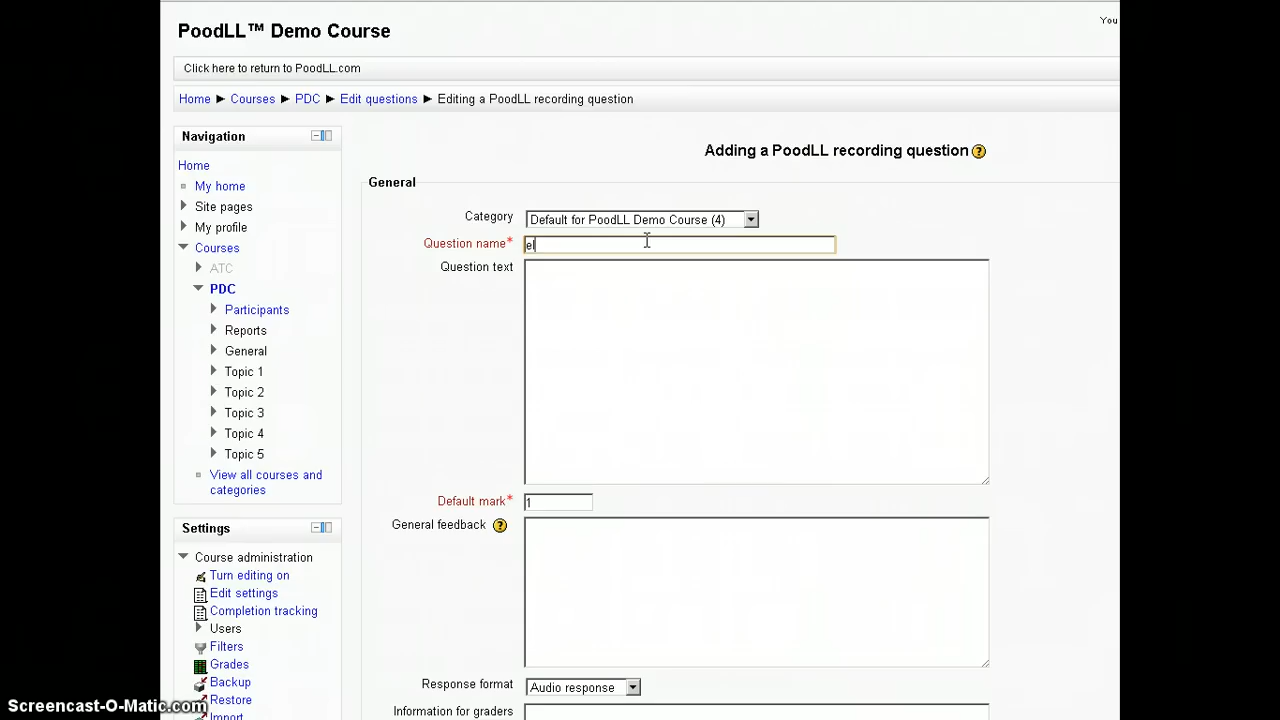 PoodLL™ Demo Course
You
Click here to return to PoodLL.com
Home ► Courses ► PDC ► Edit questions ► Editing a PoodLL recording question
Navigation
Home
My home
Site pages
My profile
Courses
ATC
PDC
Participants
Reports
General
Topic 1
Topic 2
Topic 3
Topic 4
Topic 5
View all courses and
categories
Settings
Course administration
Turn editing on
Edit settings
Completion tracking
Users
Filters
Grades
Backup
Restore
Import
Adding a PoodLL recording question
General
Category Default for PoodLL Demo Course (4)
Question name* el
Question text
Default mark* 1
General feedback
Response format Audio response
Information for graders
Screencast-O-Matic.com